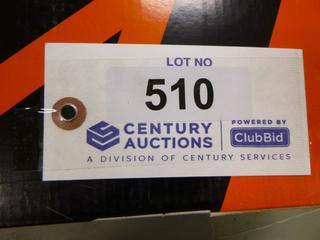 LOT NO
510
CENTURY
AUCTIONS
POWERED BY
ClubBid
A DIVISION OF CENTURY SERVICES